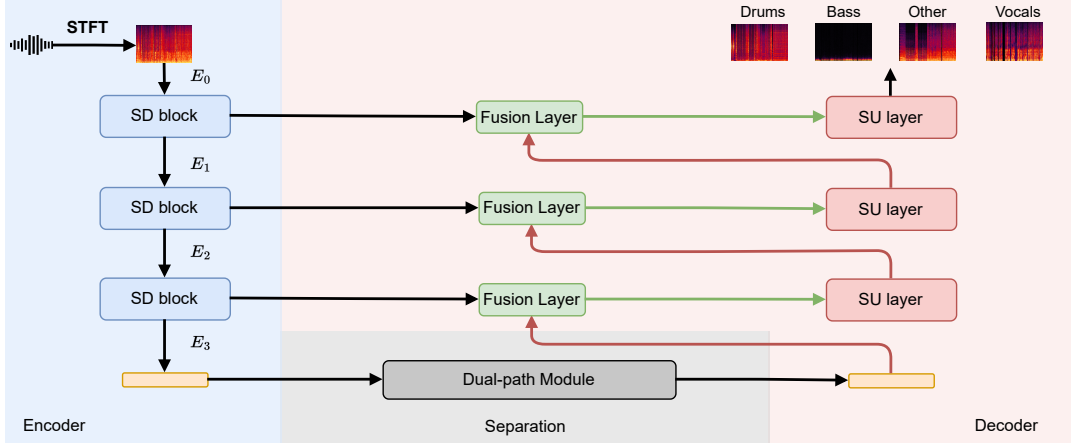 STFT
Drums Bass Other Vocals
E₀
SD block Fusion Layer SU layer
E₁
SD block Fusion Layer SU layer
E₂
SD block Fusion Layer SU layer
E₃
Dual-path Module
Encoder Separation Decoder